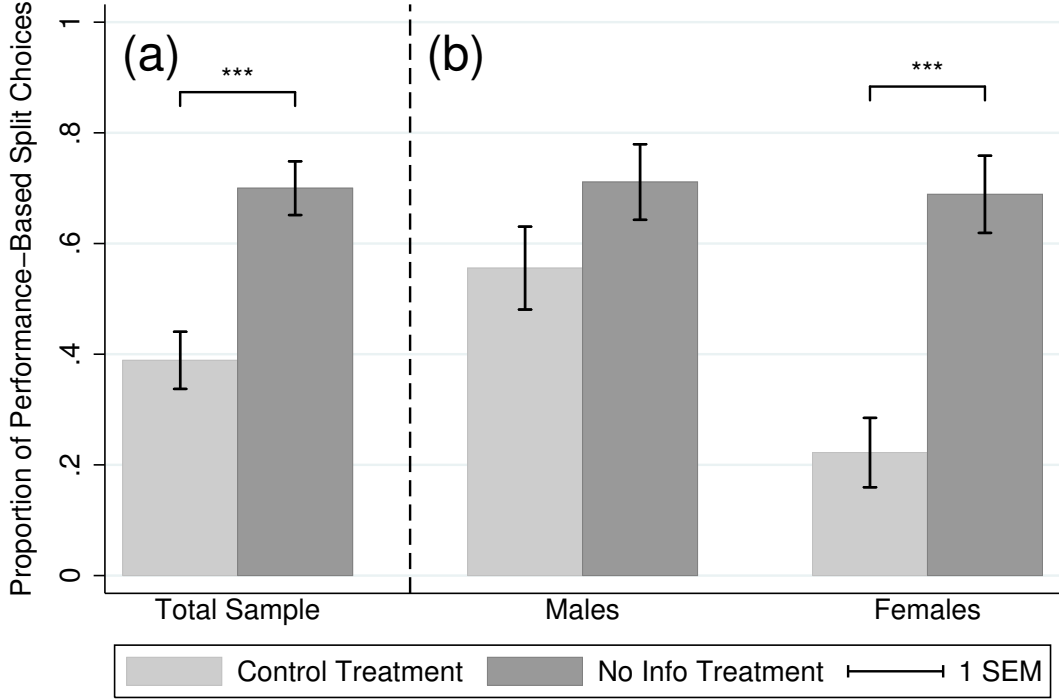 Proportion of Performance−Based Split Choices
1
.8
.6
.4
.2
0
(a)
***
(b)
***
Total Sample
Males
Females
Control Treatment
No Info Treatment
1 SEM